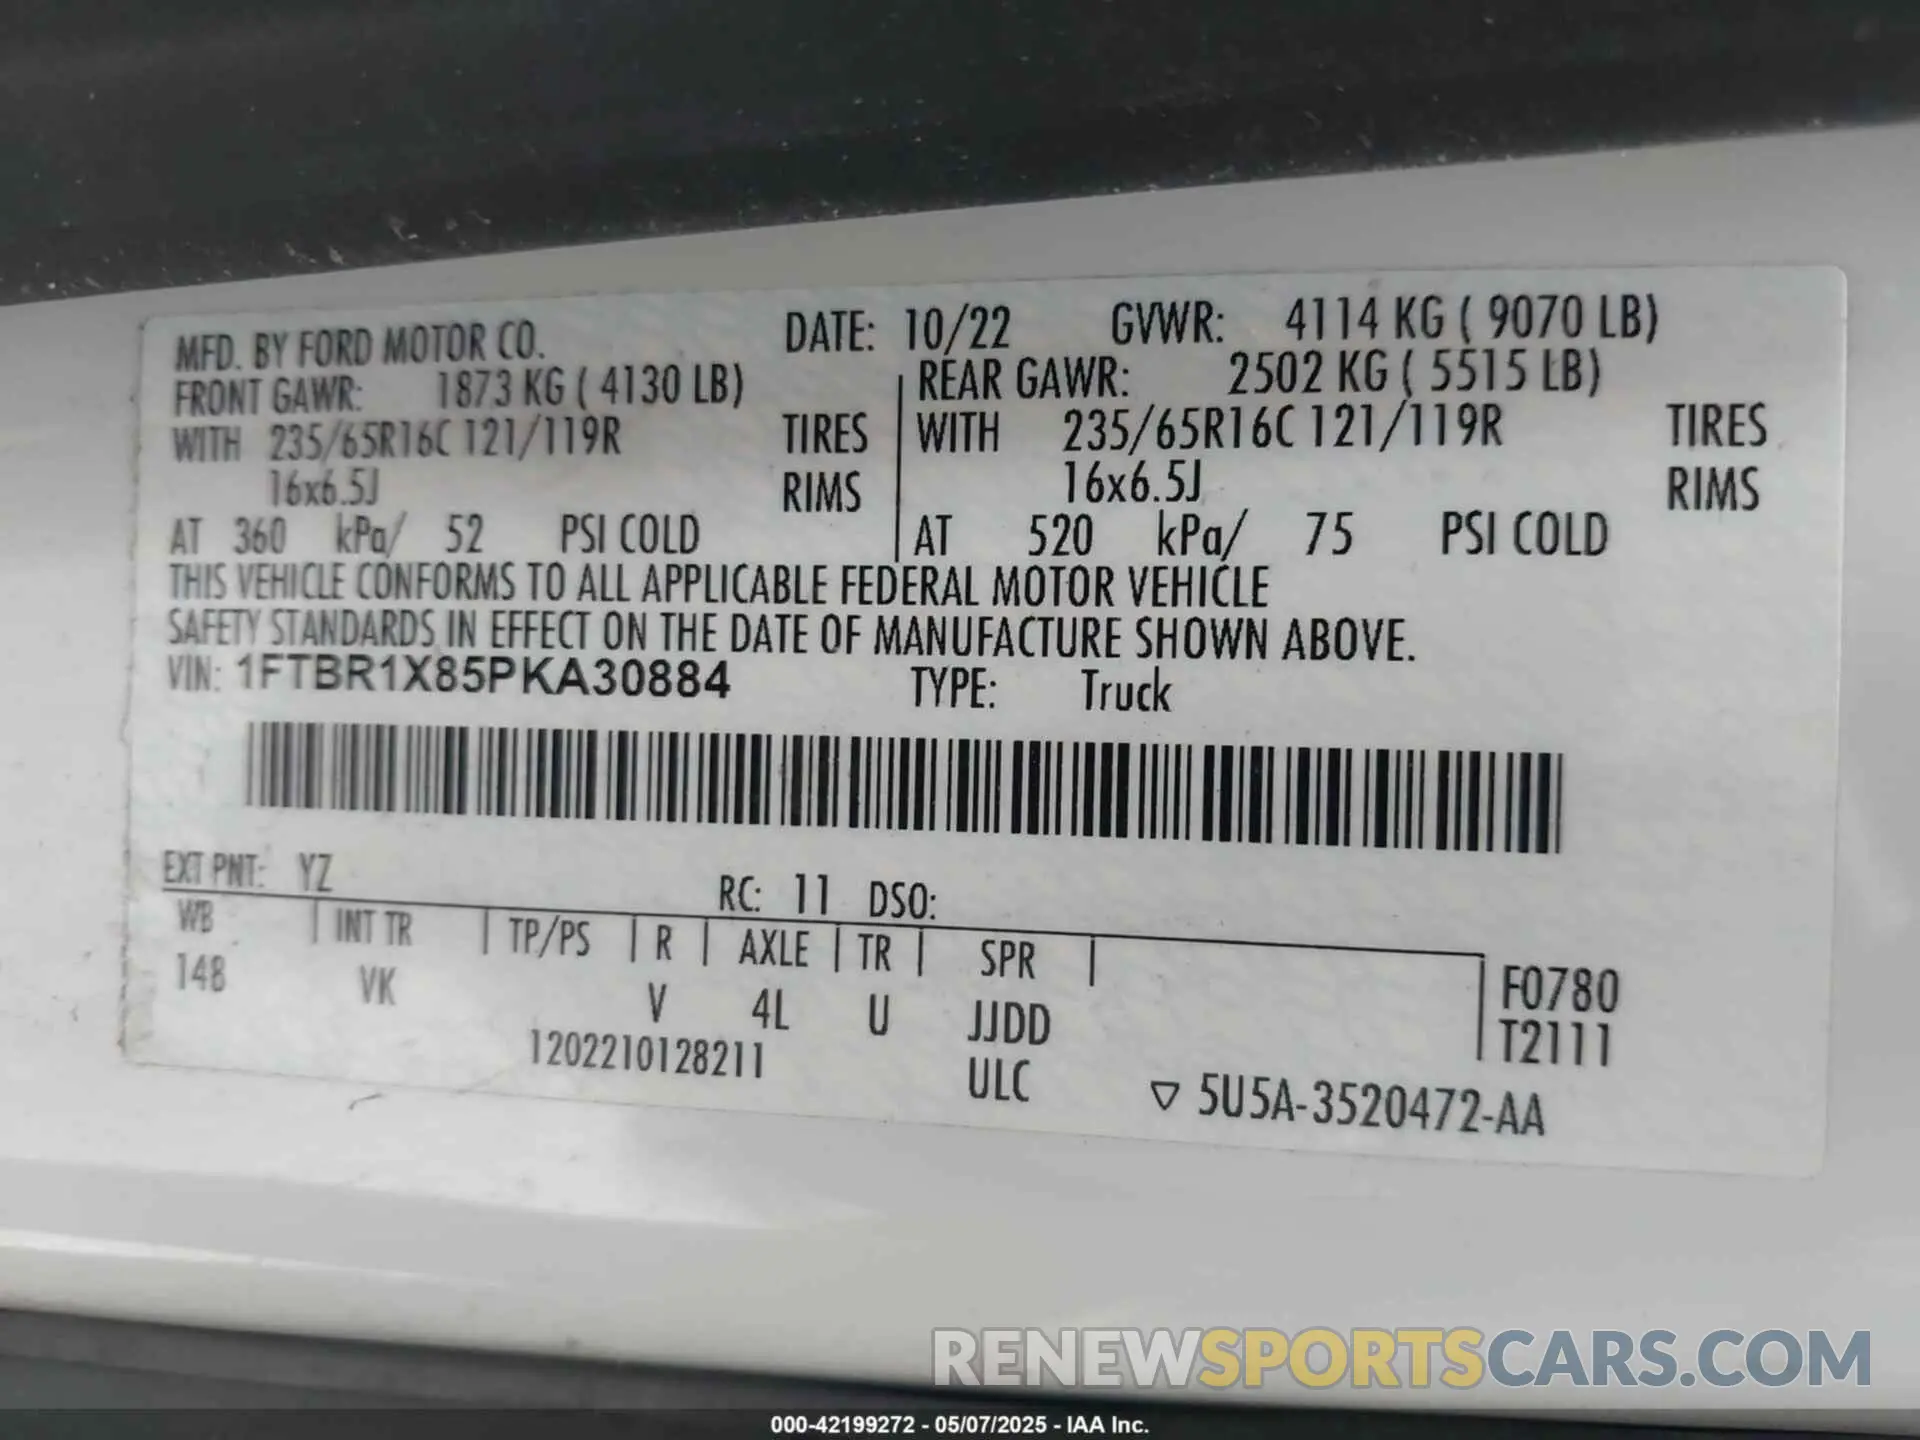 MFD. BY FORD MOTOR CO. DATE: 10/22 GVWR: 4114 KG ( 9070 LB)
FRONT GAWR: 1873 KG ( 4130 LB) REAR GAWR: 2502 KG ( 5515 LB)
WITH 235/65R16C 121/119R TIRES WITH 235/65R16C 121/119R TIRES
16x6.5J RIMS 16x6.5J RIMS
AT 360 kPa/ 52 PSI COLD AT 520 kPa/ 75 PSI COLD
THIS VEHICLE CONFORMS TO ALL APPLICABLE FEDERAL MOTOR VEHICLE
SAFETY STANDARDS IN EFFECT ON THE DATE OF MANUFACTURE SHOWN ABOVE.
VIN: 1FTBR1X85PKA30884 TYPE: Truck
EXT PNT: YZ RC: 11 DSO:
WB INT TR TP/PS R AXLE TR SPR
148 VK V 4L U JJDD F0780
T2111
1202210128211 ULC ▽ 5U5A-3520472-AA
RENEWSPORTSCARS.COM
000-42199272 - 05/07/2025 - IAA Inc.